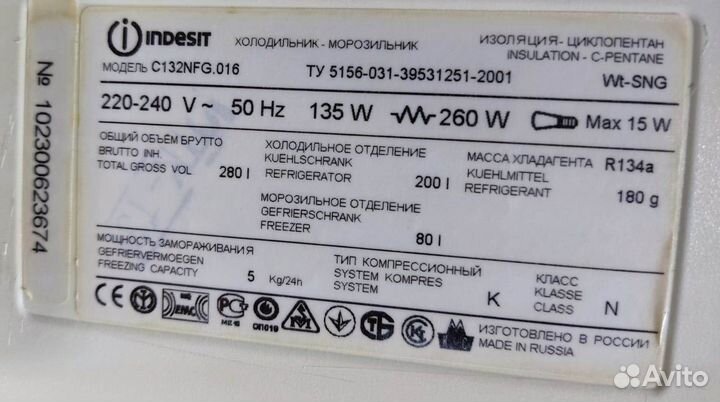 INDESIT
ХОЛОДИЛЬНИК - МОРОЗИЛЬНИК
ИЗОЛЯЦИЯ- ЦИКЛОПЕНТАН
INSULATION - C-PENTANE
МОДЕЛЬ C132NFG.016
ТУ 5156-031-39531251-2001
Wt-SNG
220-240 V ~ 50 Hz 135 W 260 W Max 15 W
ОБЩИЙ ОБЪЁМ БРУТТО
BRUTTO INH.
TOTAL GROSS VOL 280 l
ХОЛОДИЛЬНОЕ ОТДЕЛЕНИЕ
KUEHLSCHRANK
REFRIGERATOR 200 l
МАССА ХЛАДАГЕНТА R134a
KUEHLMITTEL
REFRIGERANT 180 g
МОРОЗИЛЬНОЕ ОТДЕЛЕНИЕ
GEFRIERSCHRANK
FREEZER 80 l
МОЩНОСТЬ ЗАМОРАЖИВАНИЯ
GEFRIERVERMOEGEN
FREEZING CAPACITY 5 Kg/24h
ТИП КОМПРЕССИОННЫЙ
SYSTEM KOMPRES
SYSTEM K
КЛАСС
KLASSE
CLASS N
CE
ИЗГОТОВЛЕНО В РОССИИ
MADE IN RUSSIA
№ 102300623674
Avito